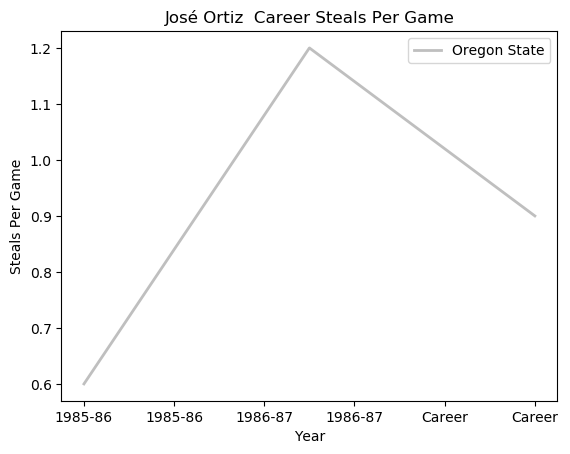 José Ortiz  Career Steals Per Game
Oregon State
Steals Per Game
1.2
1.1
1.0
0.9
0.8
0.7
0.6
1985-86 1985-86 1986-87 1986-87 Career Career
Year